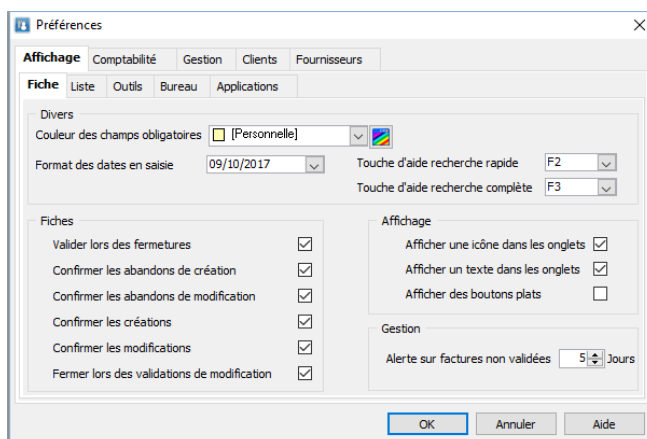 Préférences
Affichage Comptabilité Gestion Clients Fournisseurs
Fiche Liste Outils Bureau Applications
Divers
Couleur des champs obligatoires [Personnelle]
Format des dates en saisie 09/10/2017 Touche d'aide recherche rapide F2
Touche d'aide recherche complète F3
Fiches Affichage
Valider lors des fermetures Afficher une icône dans les onglets
Confirmer les abandons de création Afficher un texte dans les onglets
Confirmer les abandons de modification Afficher des boutons plats
Confirmer les créations Gestion
Confirmer les modifications Alerte sur factures non validées 5 Jours
Fermer lors des validations de modification
OK Annuler Aide